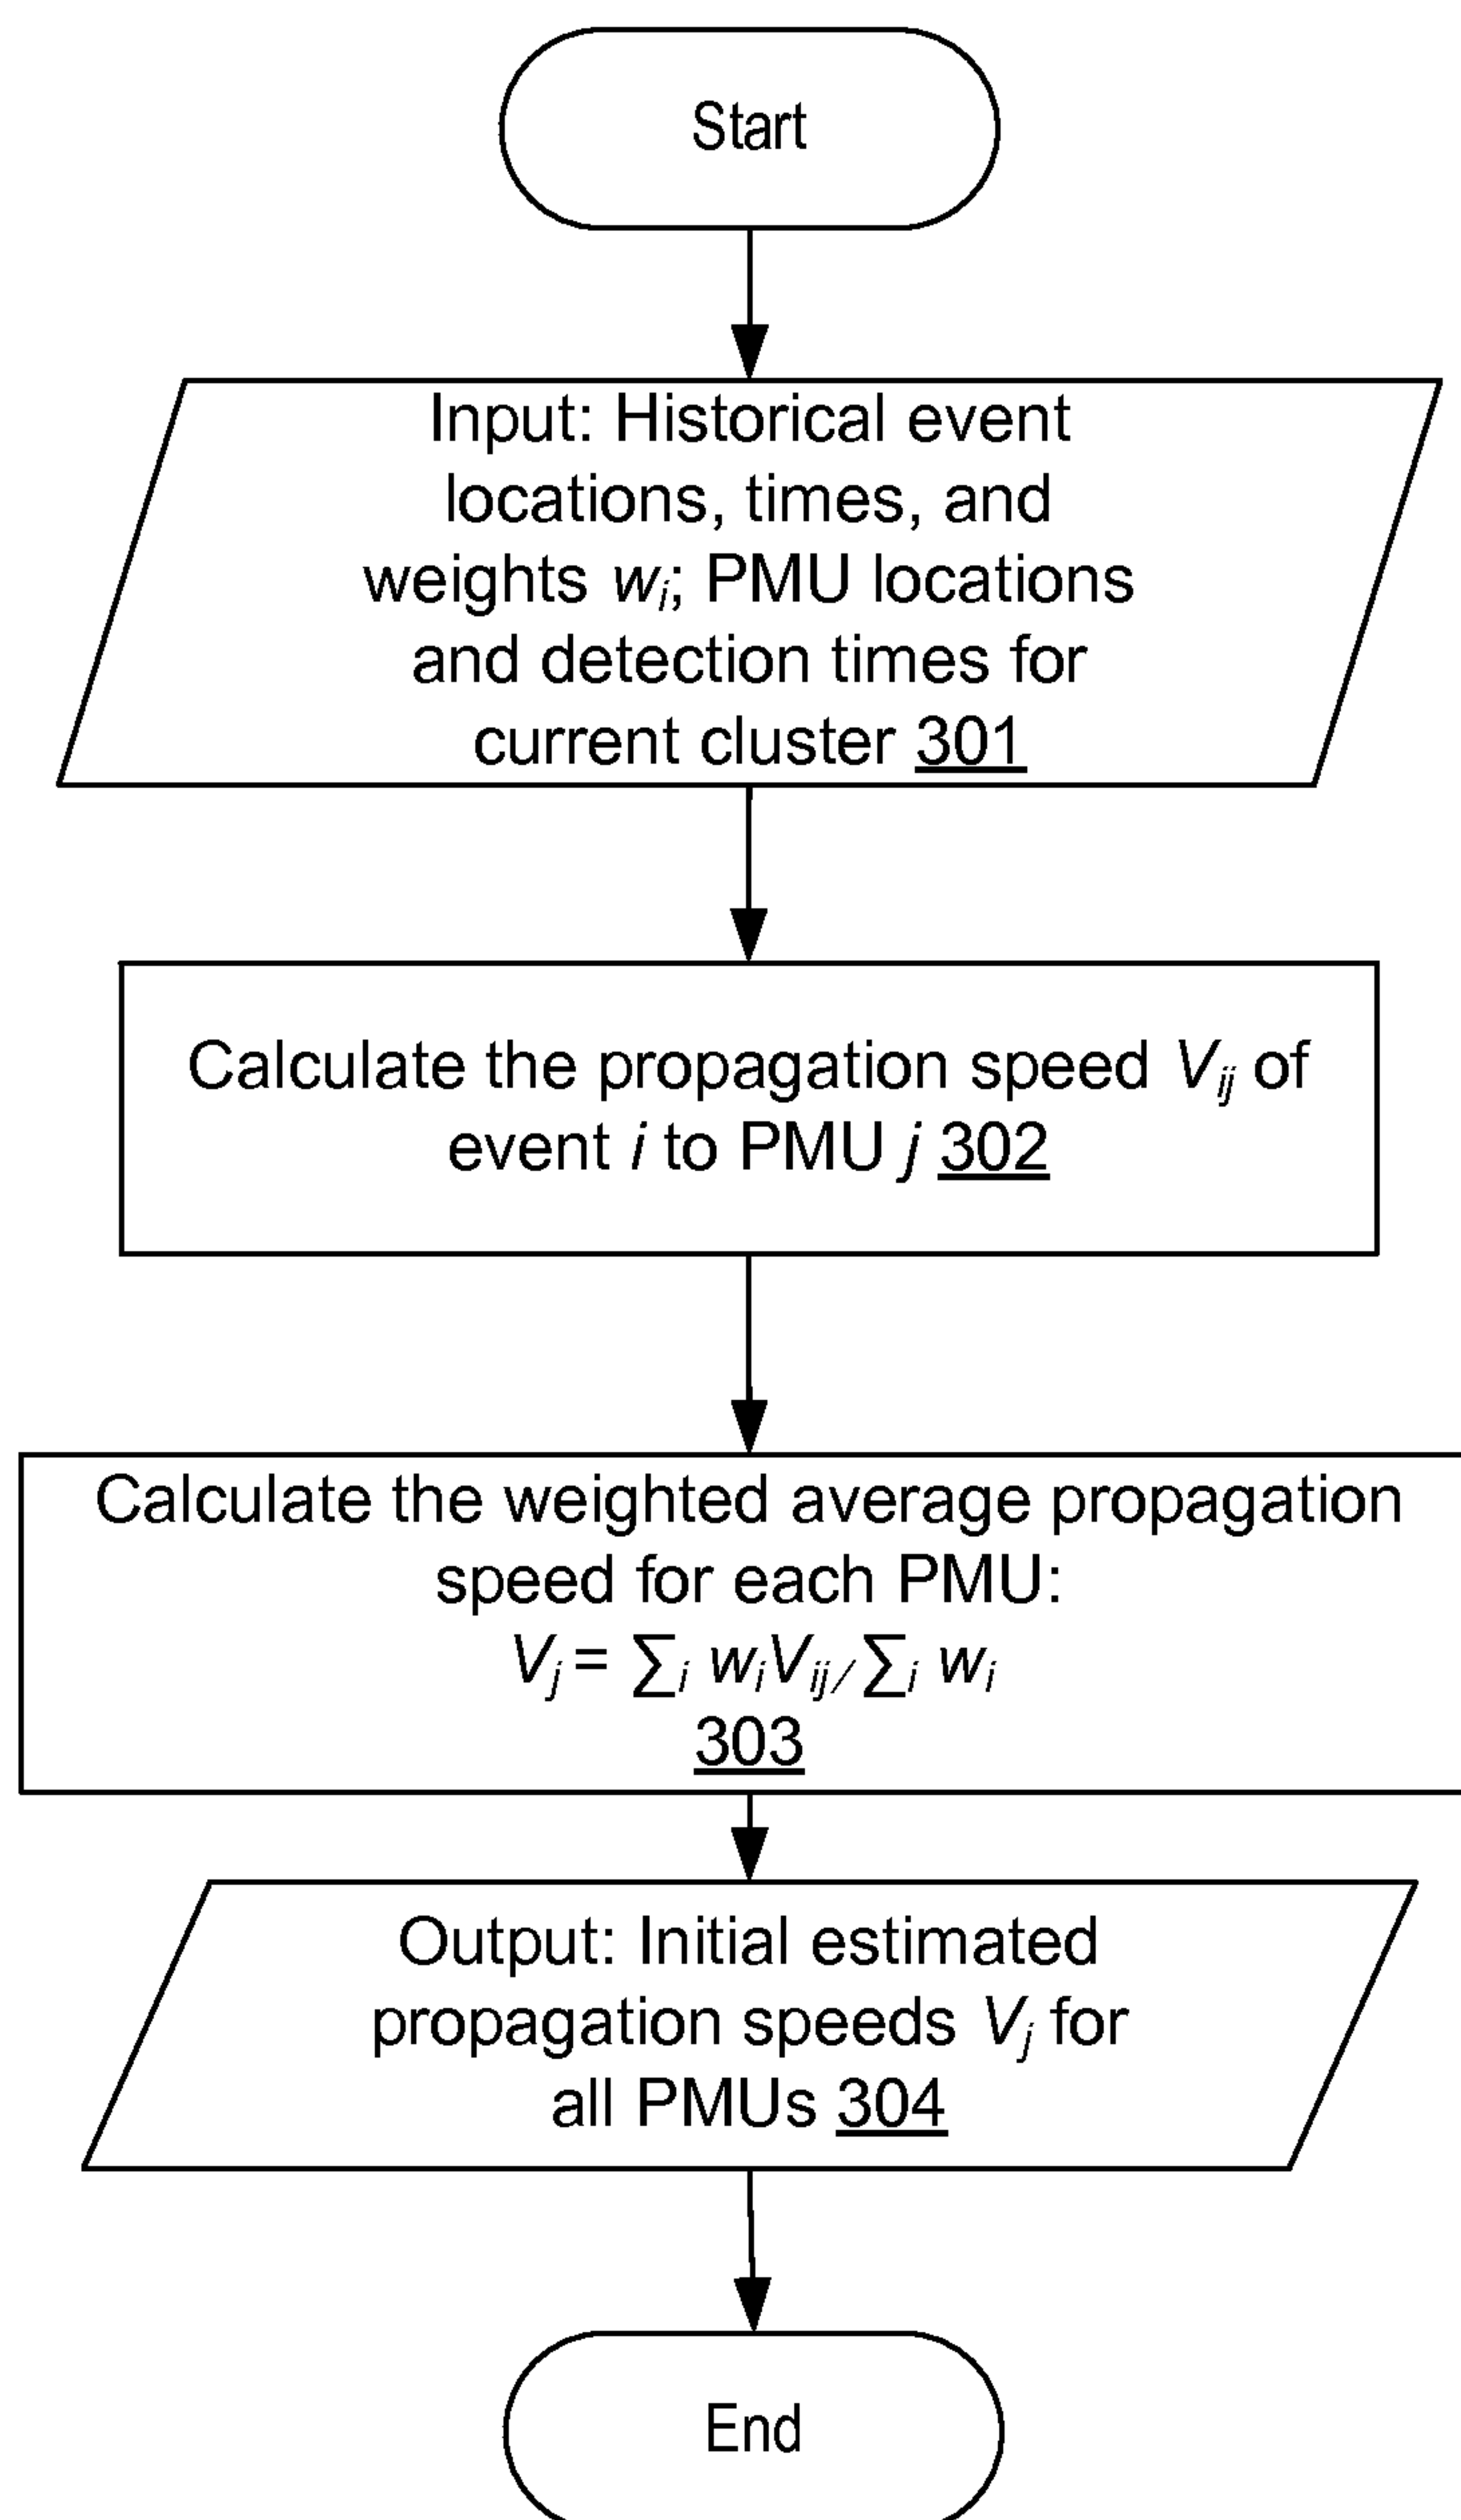 Start
Input: Historical event
locations, times, and
weights wᵢ; PMU locations
and detection times for
current cluster 301
Calculate the propagation speed Vᵢⱼ of
event i to PMU j 302
Calculate the weighted average propagation
speed for each PMU:
Vⱼ = ∑ᵢ wᵢVᵢⱼ/∑ᵢ wᵢ
303
Output: Initial estimated
propagation speeds Vⱼ for
all PMUs 304
End